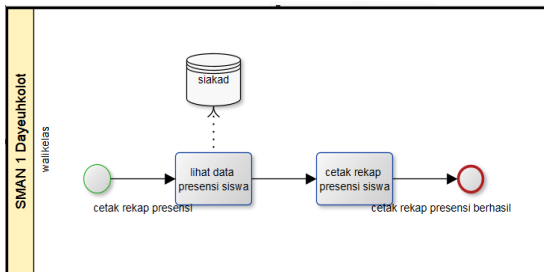 SMAN 1 Dayeuhkolot
walikelas
siakad
lihat data
presensi siswa
cetak rekap
presensi siswa
cetak rekap presensi
cetak rekap presensi berhasil